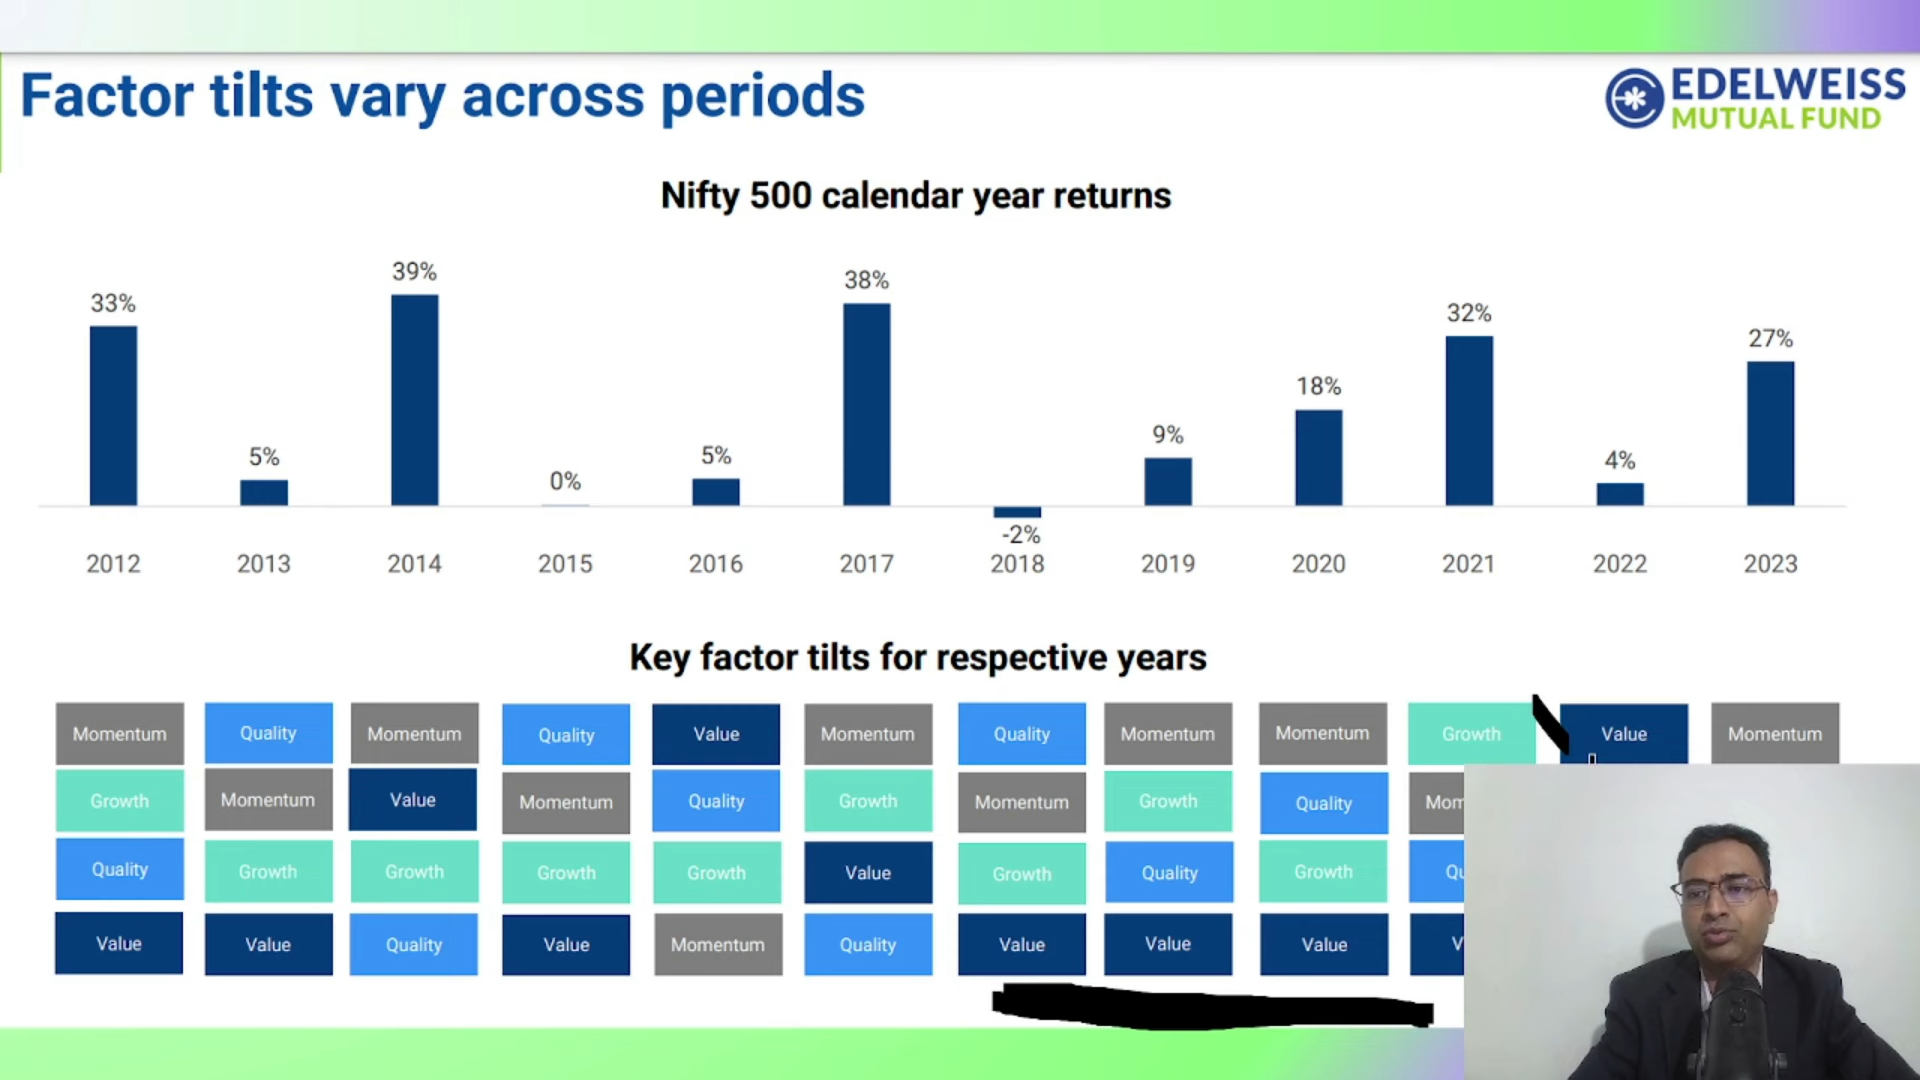 Factor tilts vary across periods
EDELWEISS
MUTUAL FUND
Nifty 500 calendar year returns
33% 5% 39% 0% 5% 38% -2% 9% 18% 32% 4% 27%
2012 2013 2014 2015 2016 2017 2018 2019 2020 2021 2022 2023
Key factor tilts for respective years
Momentum Quality Momentum Quality Value Momentum Quality Momentum Momentum Growth Value Momentum
Growth Momentum Value Momentum Quality Growth Momentum Growth Quality Mom
Quality Growth Growth Growth Growth Value Growth Quality Growth Qu
Value Value Quality Value Momentum Quality Value Value Value V